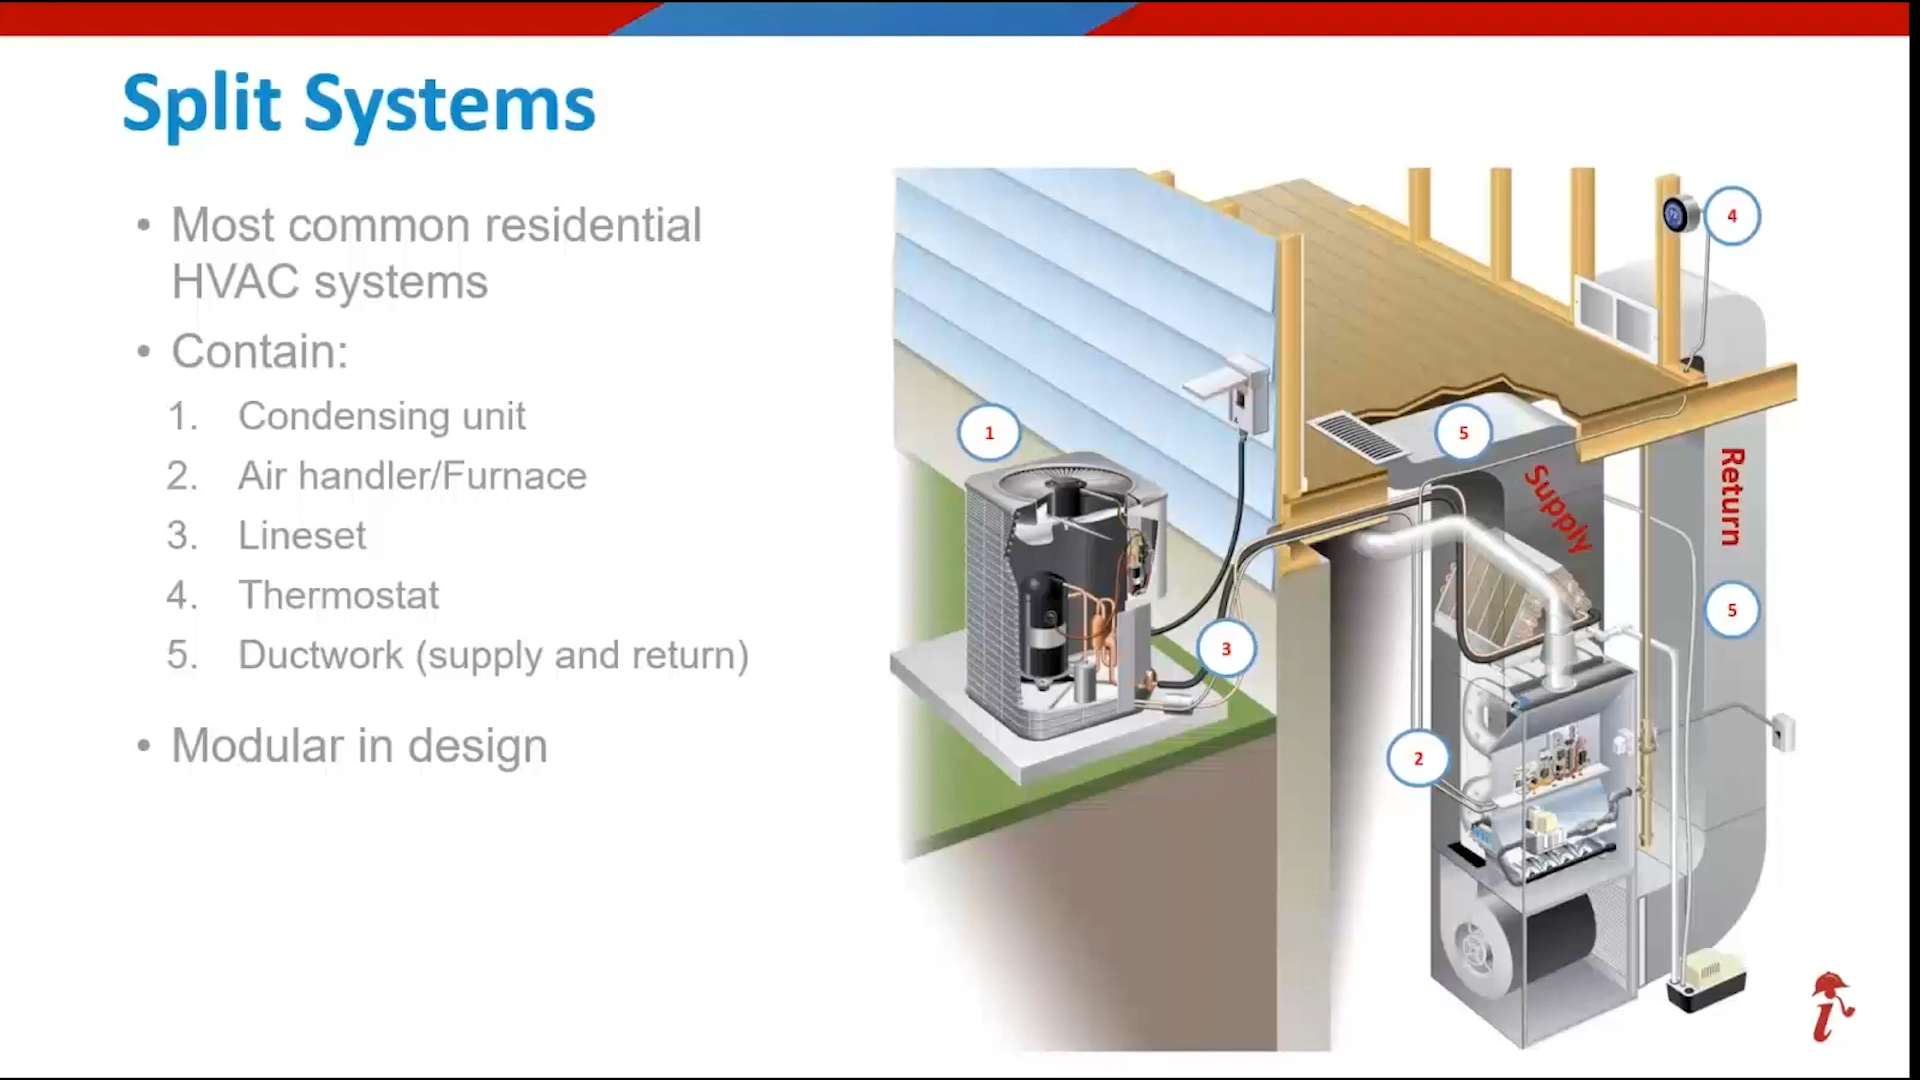 Split Systems
• Most common residential
HVAC systems
• Contain:
1. Condensing unit
2. Air handler/Furnace
3. Lineset
4. Thermostat
5. Ductwork (supply and return)
• Modular in design
4
1
5
Supply
Return
5
3
2